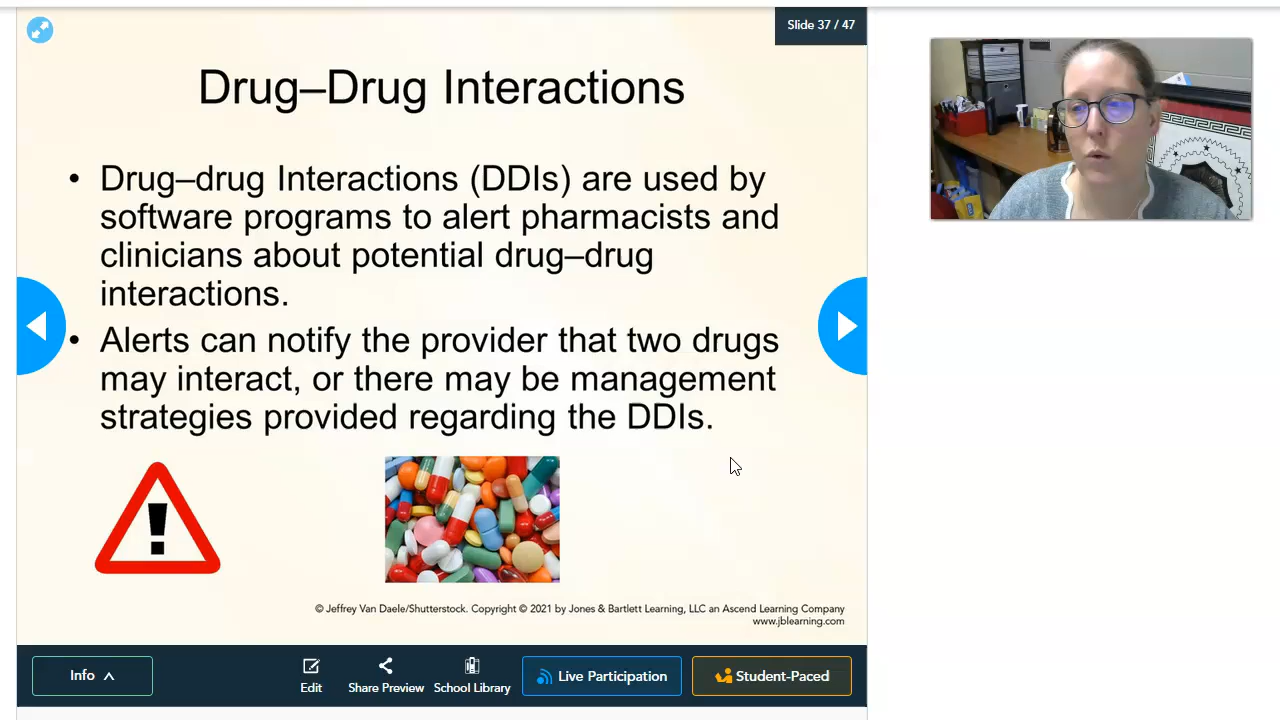 Slide 37 / 47
Drug–Drug Interactions
• Drug–drug Interactions (DDIs) are used by
software programs to alert pharmacists and
clinicians about potential drug–drug
interactions.
• Alerts can notify the provider that two drugs
may interact, or there may be management
strategies provided regarding the DDIs.
!
© Jeffrey Van Daele/Shutterstock. Copyright © 2021 by Jones & Bartlett Learning, LLC an Ascend Learning Company
www.jblearning.com
Info
Edit
Share Preview
School Library
Live Participation
Student-Paced